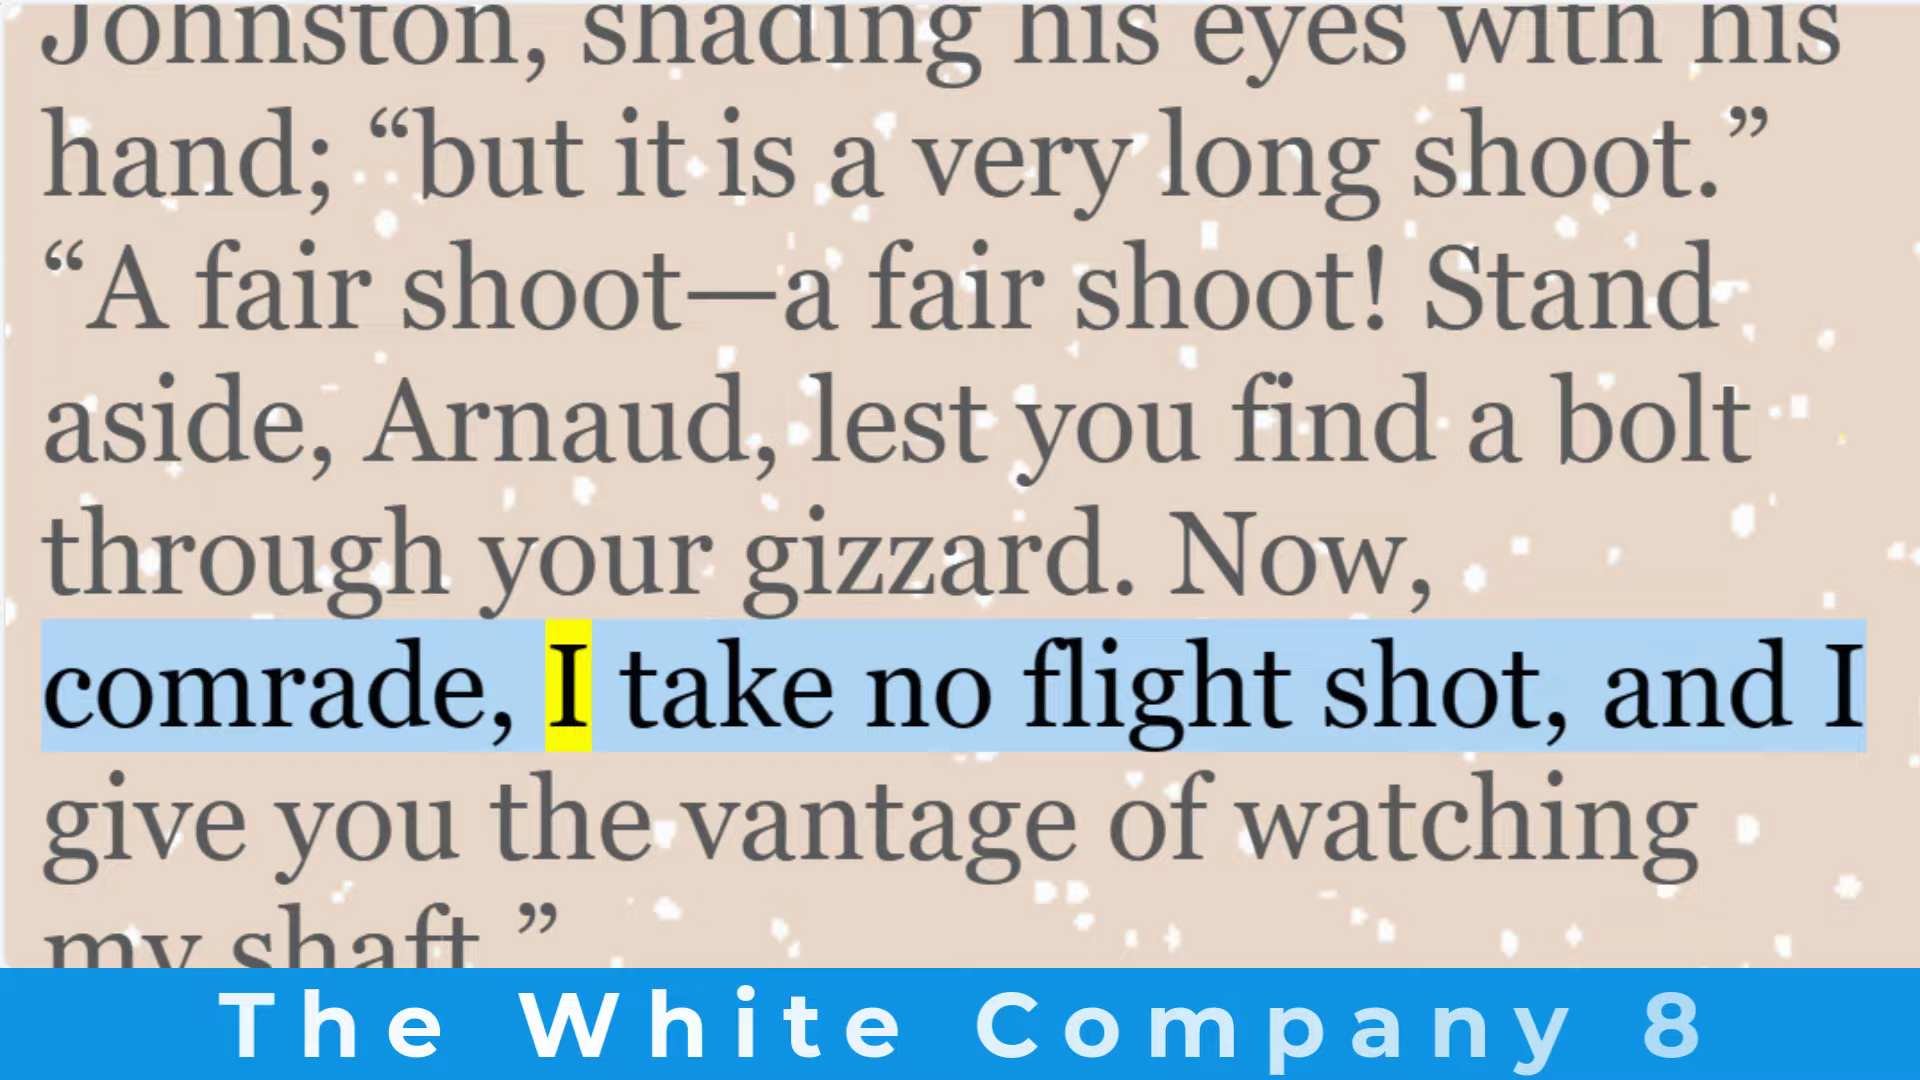 Johnston, shading his eyes with his
hand; “but it is a very long shoot.”
“A fair shoot—a fair shoot! Stand
aside, Arnaud, lest you find a bolt
through your gizzard. Now,
comrade, I take no flight shot, and I
give you the vantage of watching
my shaft.”
The White Company 8